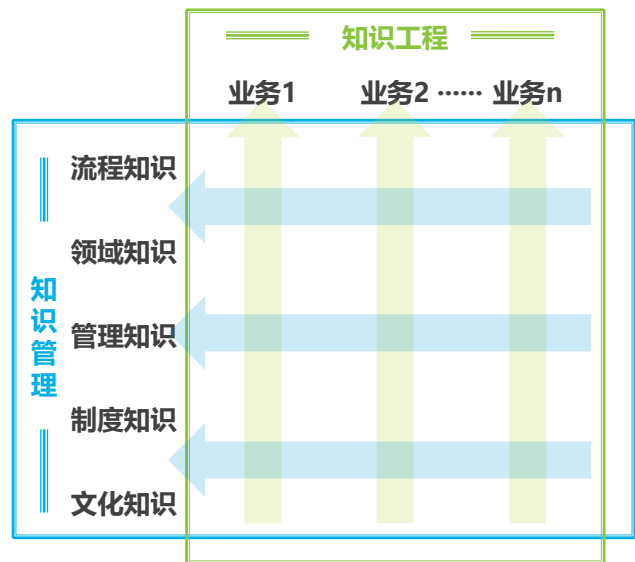 知识工程
业务1 业务2 ······ 业务n
流程知识
领域知识
知识管理
管理知识
制度知识
文化知识